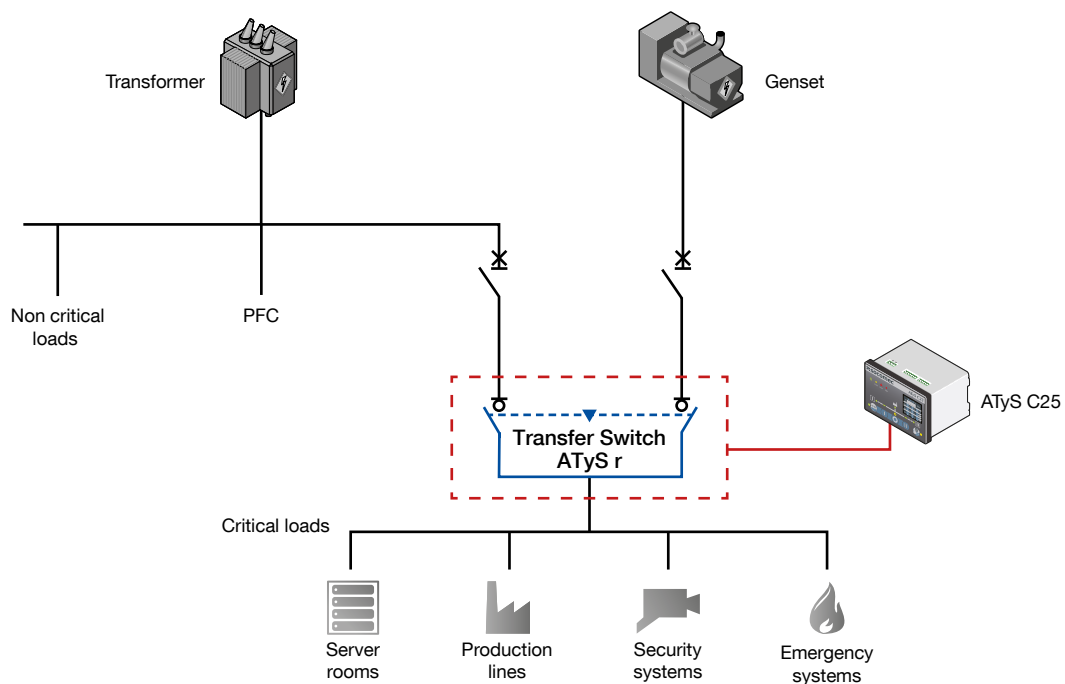 Transformer
Genset
Non critical
loads
PFC
ATyS C25
Transfer Switch
ATyS r
Critical loads
Server
rooms
Production
lines
Security
systems
Emergency
systems